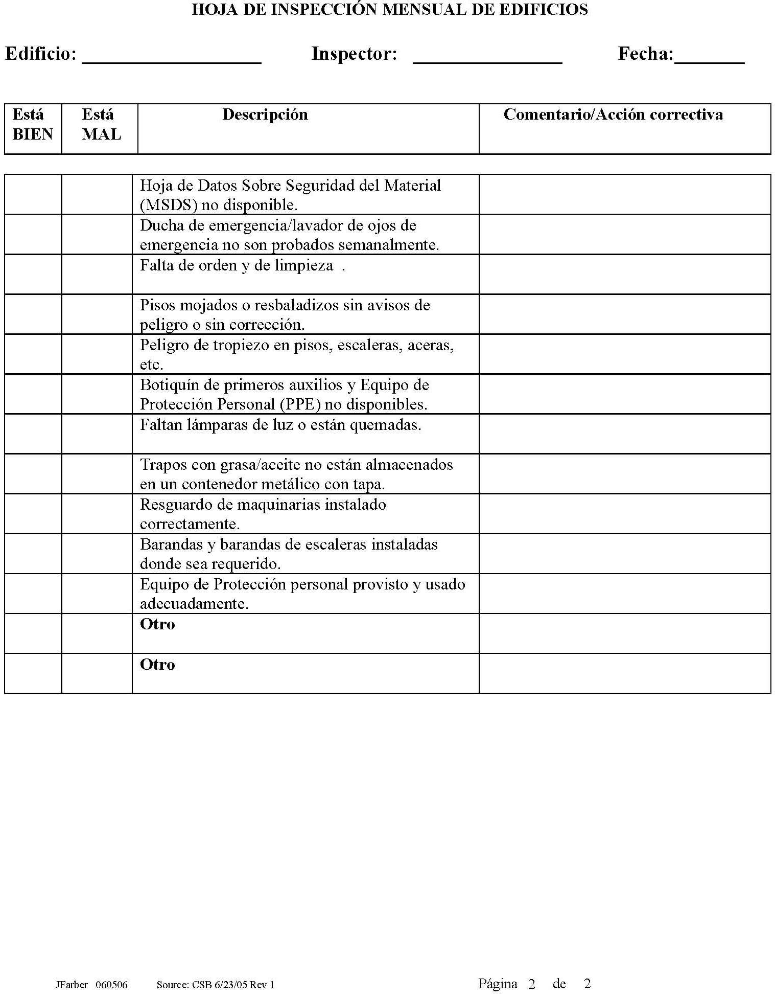 HOJA DE INSPECCIÓN MENSUAL DE EDIFICIOS
Edificio: Inspector: Fecha:
Está BIEN
Está MAL
Descripción
Comentario/Acción correctiva
Hoja de Datos Sobre Seguridad del Material
(MSDS) no disponible.
Ducha de emergencia/lavador de ojos de
emergencia no son probados semanalmente.
Falta de orden y de limpieza .
Pisos mojados o resbaladizos sin avisos de
peligro o sin corrección.
Peligro de tropiezo en pisos, escaleras, aceras,
etc.
Botiquín de primeros auxilios y Equipo de
Protección Personal (PPE) no disponibles.
Faltan lámparas de luz o están quemadas.
Trapos con grasa/aceite no están almacenados
en un contenedor metálico con tapa.
Resguardo de maquinarias instalado
correctamente.
Barandas y barandas de escaleras instaladas
donde sea requerido.
Equipo de Protección personal provisto y usado
adecuadamente.
Otro
Otro
JFarber 060506 Source: CSB 6/23/05 Rev 1 Página 2 de 2